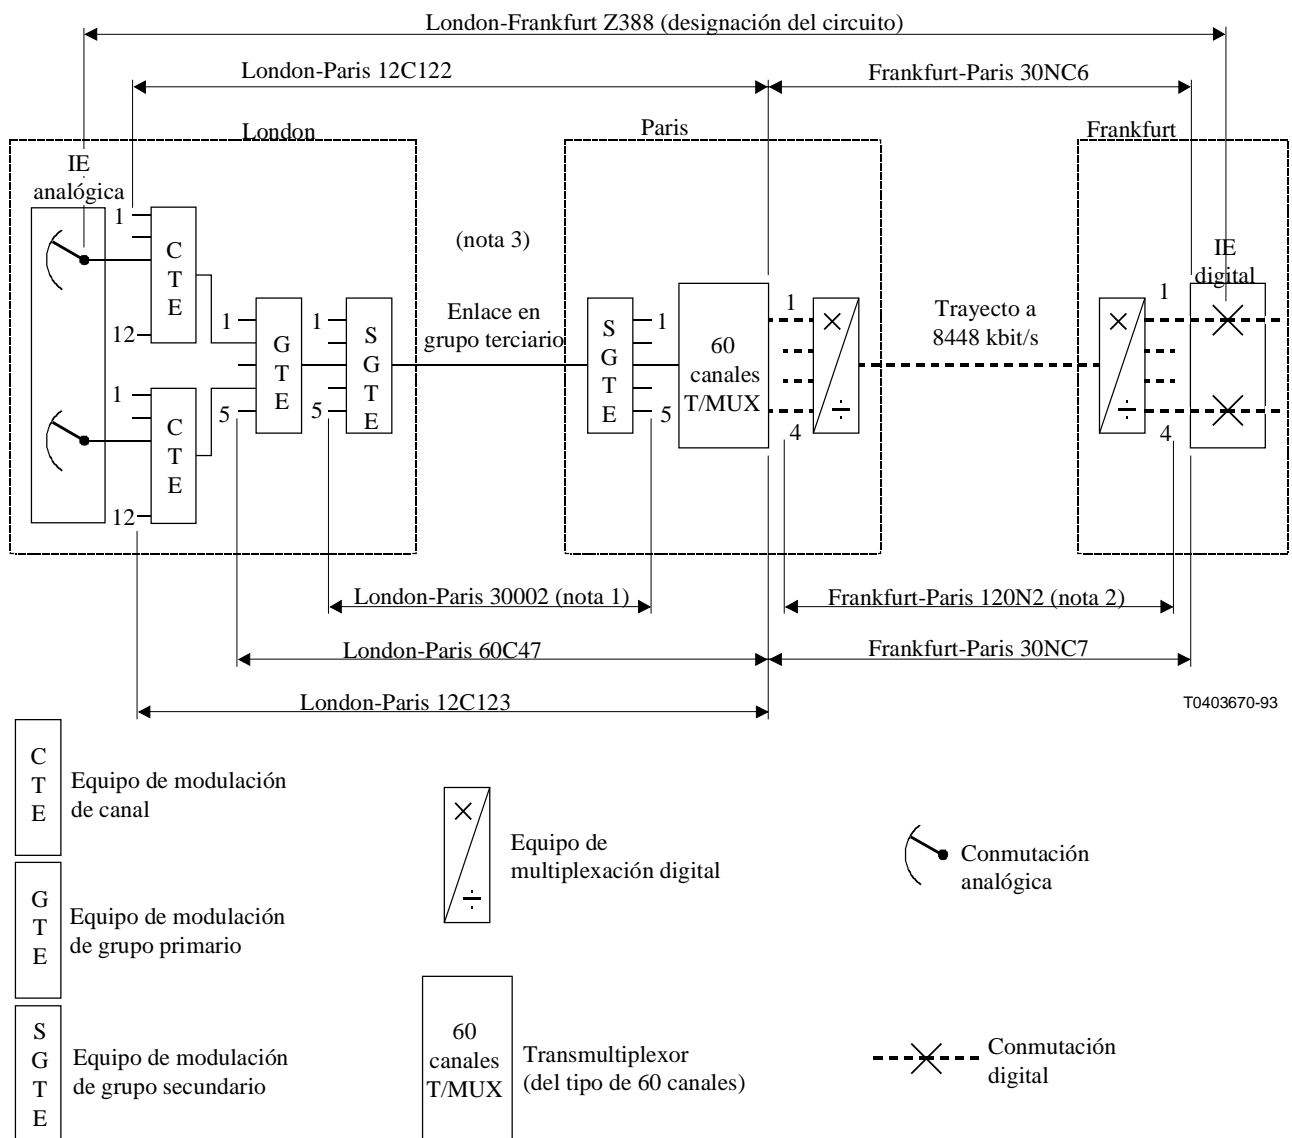 London-Frankfurt Z388 (designación del circuito)
London-Paris 12C122
Frankfurt-Paris 30NC6
London
Paris
Frankfurt
IE
analógica
1
12
C
T
E
1
12
C
T
E
1
5
G
T
E
1
5
S
G
T
E
(nota 3)
Enlace en
grupo terciario
S
G
T
E
1
5
60
canales
T/MUX
1
4
×
÷
Trayecto a
8448 kbit/s
×
÷
1
4
IE
digital
London-Paris 30002 (nota 1)
Frankfurt-Paris 120N2 (nota 2)
London-Paris 60C47
Frankfurt-Paris 30NC7
London-Paris 12C123
T0403670-93
C
T
E
Equipo de modulación
de canal
G
T
E
Equipo de modulación
de grupo primario
S
G
T
E
Equipo de modulación
de grupo secundario
×
÷
Equipo de
multiplexación digital
60
canales
T/MUX
Transmultiplexor
(del tipo de 60 canales)
Conmutación
analógica
Conmutación
digital